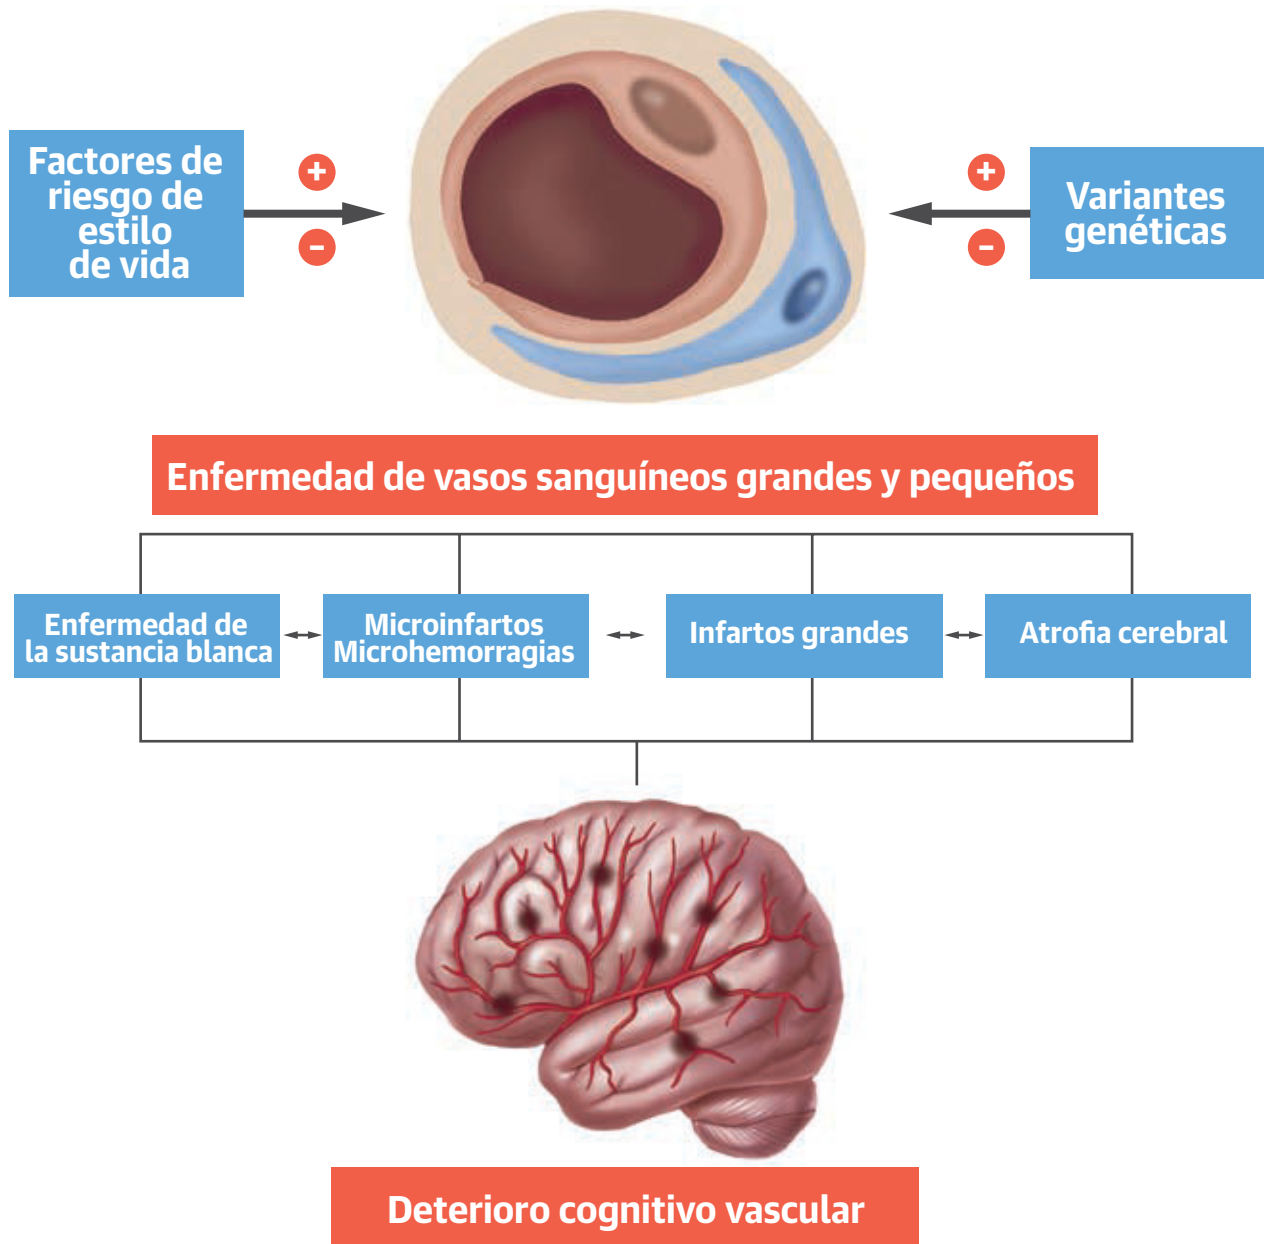 Factores de
riesgo de
estilo
de vida
+
−
+
−
Variantes
genéticas
Enfermedad de vasos sanguíneos grandes y pequeños
Enfermedad de
la sustancia blanca
Microinfartos
Microhemorragias
Infartos grandes
Atrofia cerebral
Deterioro cognitivo vascular